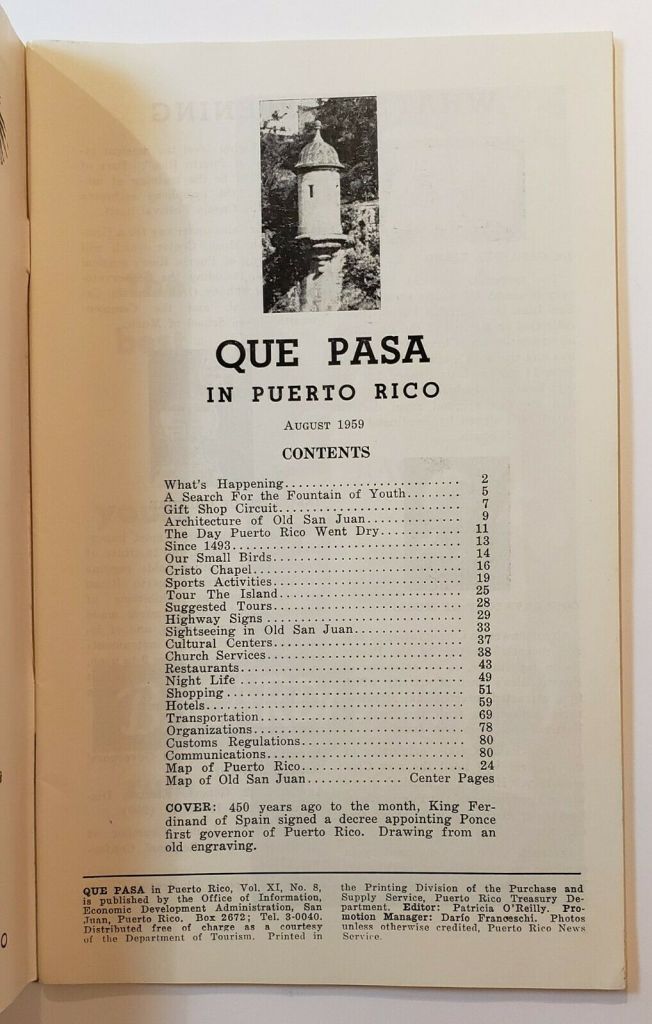 QUE PASA
IN PUERTO RICO
AUGUST 1959
CONTENTS
What's Happening.......................... 2
A Search For the Fountain of Youth........ 5
Gift Shop Circuit........................... 7
Architecture of Old San Juan.............. 9
The Day Puerto Rico Went Dry............ 11
Since 1493.................................. 13
Our Small Birds............................ 14
Cristo Chapel............................... 16
Sports Activities............................ 19
Tour The Island............................ 25
Suggested Tours............................ 28
Highway Signs............................. 29
Sightseeing in Old San Juan................ 33
Cultural Centers............................ 37
Church Services............................ 38
Restaurants................................. 43
Night Life .................................. 49
Shopping ................................... 51
Hotels....................................... 59
Transportation.............................. 69
Organizations............................... 78
Customs Regulations........................ 80
Communications............................. 80
Map of Puerto Rico......................... 24
Map of Old San Juan.............. Center Pages
COVER: 450 years ago to the month, King Fer-
dinand of Spain signed a decree appointing Ponce
first governor of Puerto Rico. Drawing from an
old engraving.
QUE PASA in Puerto Rico, Vol. XI, No. 8,
is published by the Office of Information,
Economic Development Administration, San
Juan, Puerto Rico. Box 2672; Tel. 3-0040.
Distributed free of charge as a courtesy
of the Department of Tourism. Printed in
the Printing Division of the Purchase and
Supply Service, Puerto Rico Treasury De-
partment. Editor: Patricia O'Reilly. Pro-
motion Manager: Darío Franceschi. Photos
unless otherwise credited, Puerto Rico News
Service.